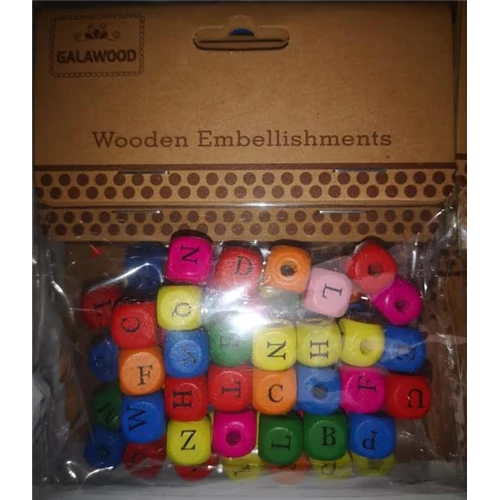 GALAWOOD
Wooden Embellishments
N D
L
C O
N H
F
W H T C F U
Z L B P